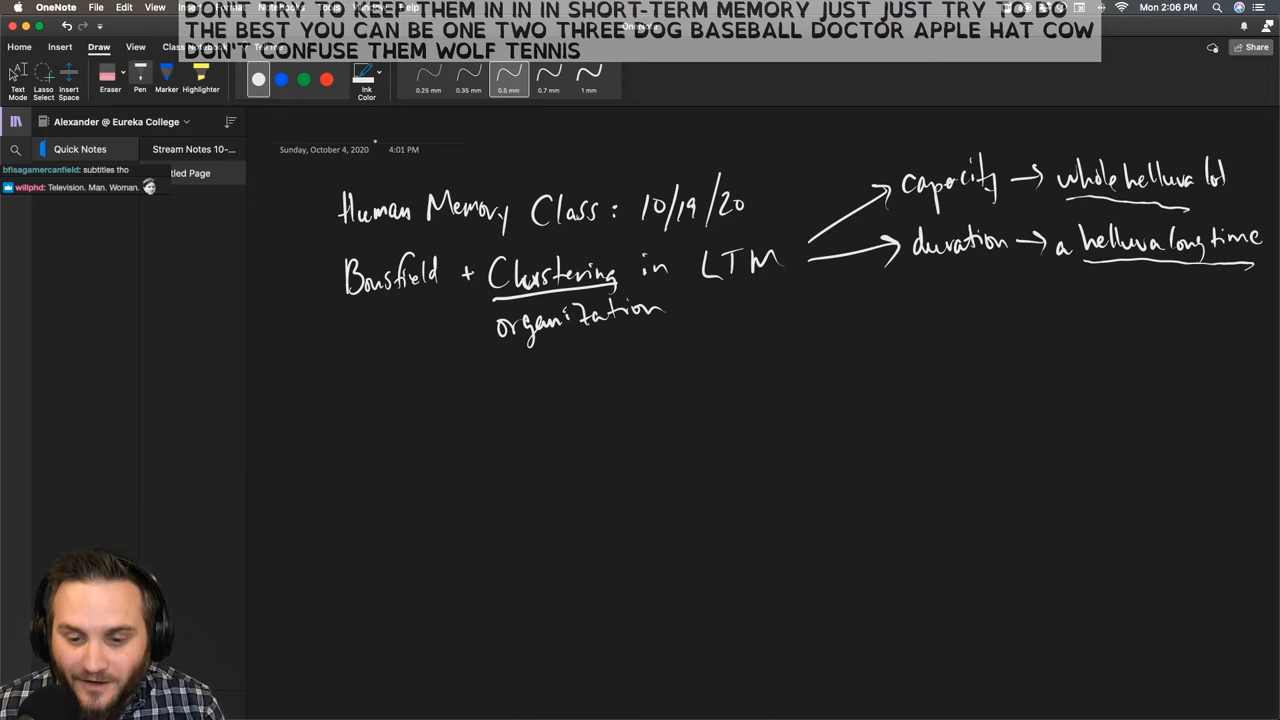 OneNote File Edit View Insert Tools Window Mon 2:06 PM
DON'T TRY TO KEEP THEM IN IN IN SHORT-TERM MEMORY JUST JUST TRY TO DO
THE BEST YOU CAN BE ONE TWO THREE DOG BASEBALL DOCTOR APPLE HAT COW
DON'T CONFUSE THEM WOLF TENNIS
Home Insert Draw View Share
Text Mode Lasso Select Insert Space Eraser Pen Marker Highlighter Ink Color 0.25 mm 0.35 mm 0.5 mm 0.7 mm 1 mm
Alexander @ Eureka College
Quick Notes Stream Notes 10-...
bfisagamercanfield: subtitles tho
willphd: Television. Man. Woman.
Sunday, October 4, 2020 4:01 PM
Human Memory Class: 10/19/20
capacity → whole helluva lot
Bousfield + Clustering in LTM
duration → a helluva long time
organization